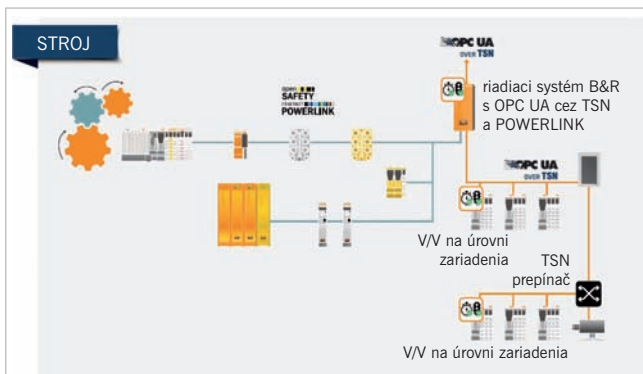 STROJ
OPC UA
OVER TSN
riadiaci systém B&R
s OPC UA cez TSN
a POWERLINK
open
SAFETY
POWERLINK
OPC UA
OVER TSN
V/V na úrovni
zariadenia
TSN
prepínač
V/V na úrovni zariadenia